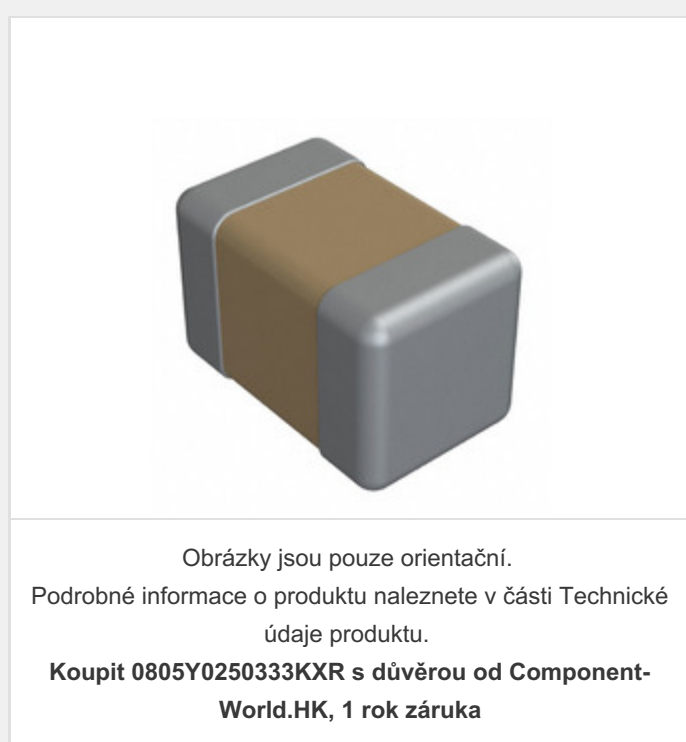 Obrázky jsou pouze orientační.
Podrobné informace o produktu naleznete v části Technické
údaje produktu.
Koupit 0805Y0250333KXR s důvěrou od Component-
World.HK, 1 rok záruka